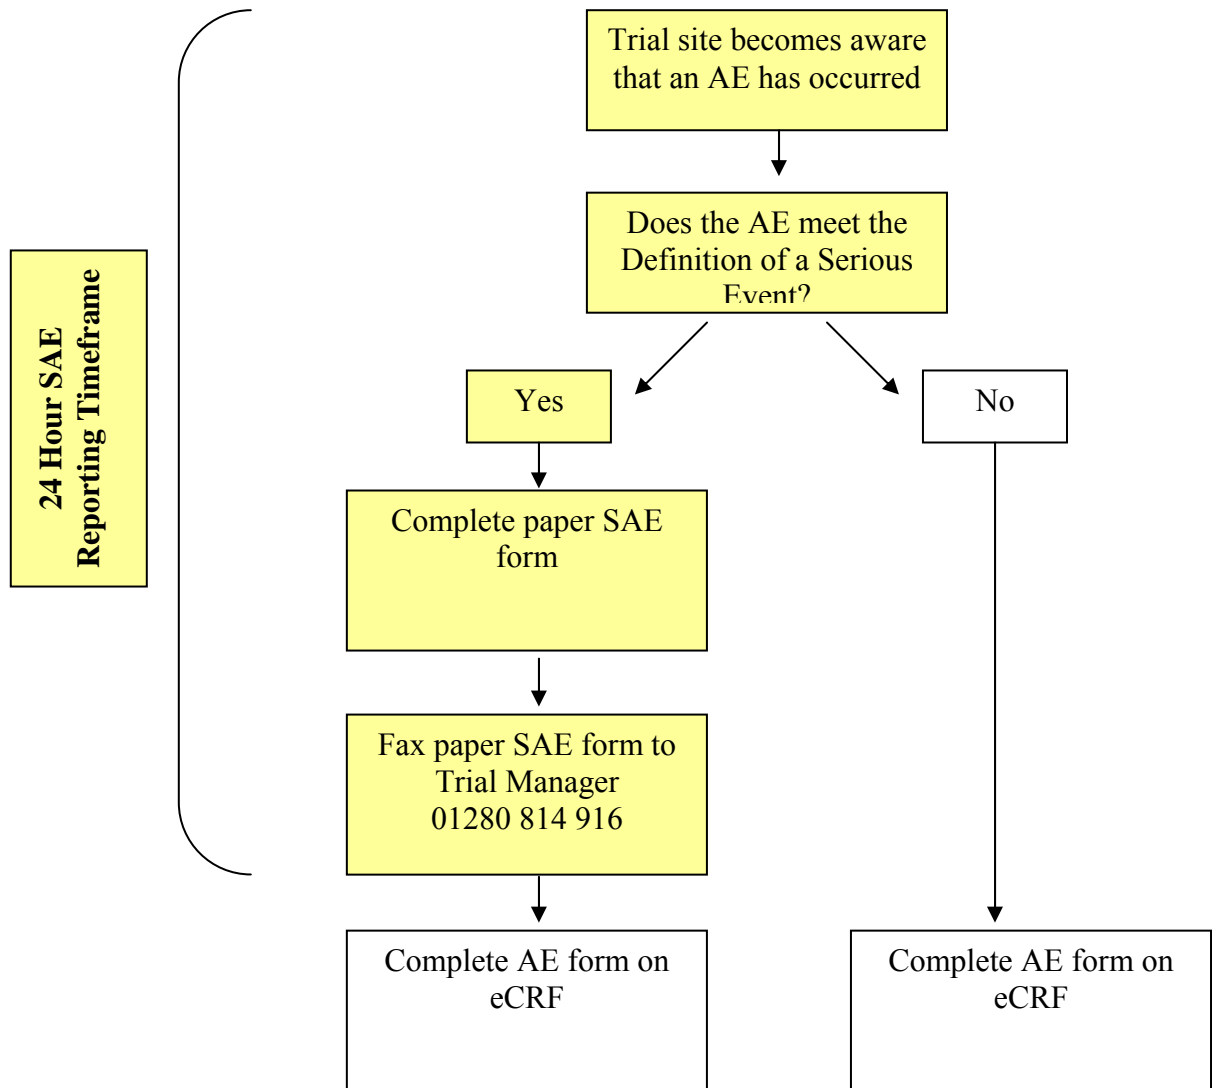 Trial site becomes aware
that an AE has occurred
Does the AE meet the
Definition of a Serious
Event?
24 Hour SAE
Reporting Timeframe
Yes
No
Complete paper SAE
form
Fax paper SAE form to
Trial Manager
01280 814 916
Complete AE form on
eCRF
Complete AE form on
eCRF